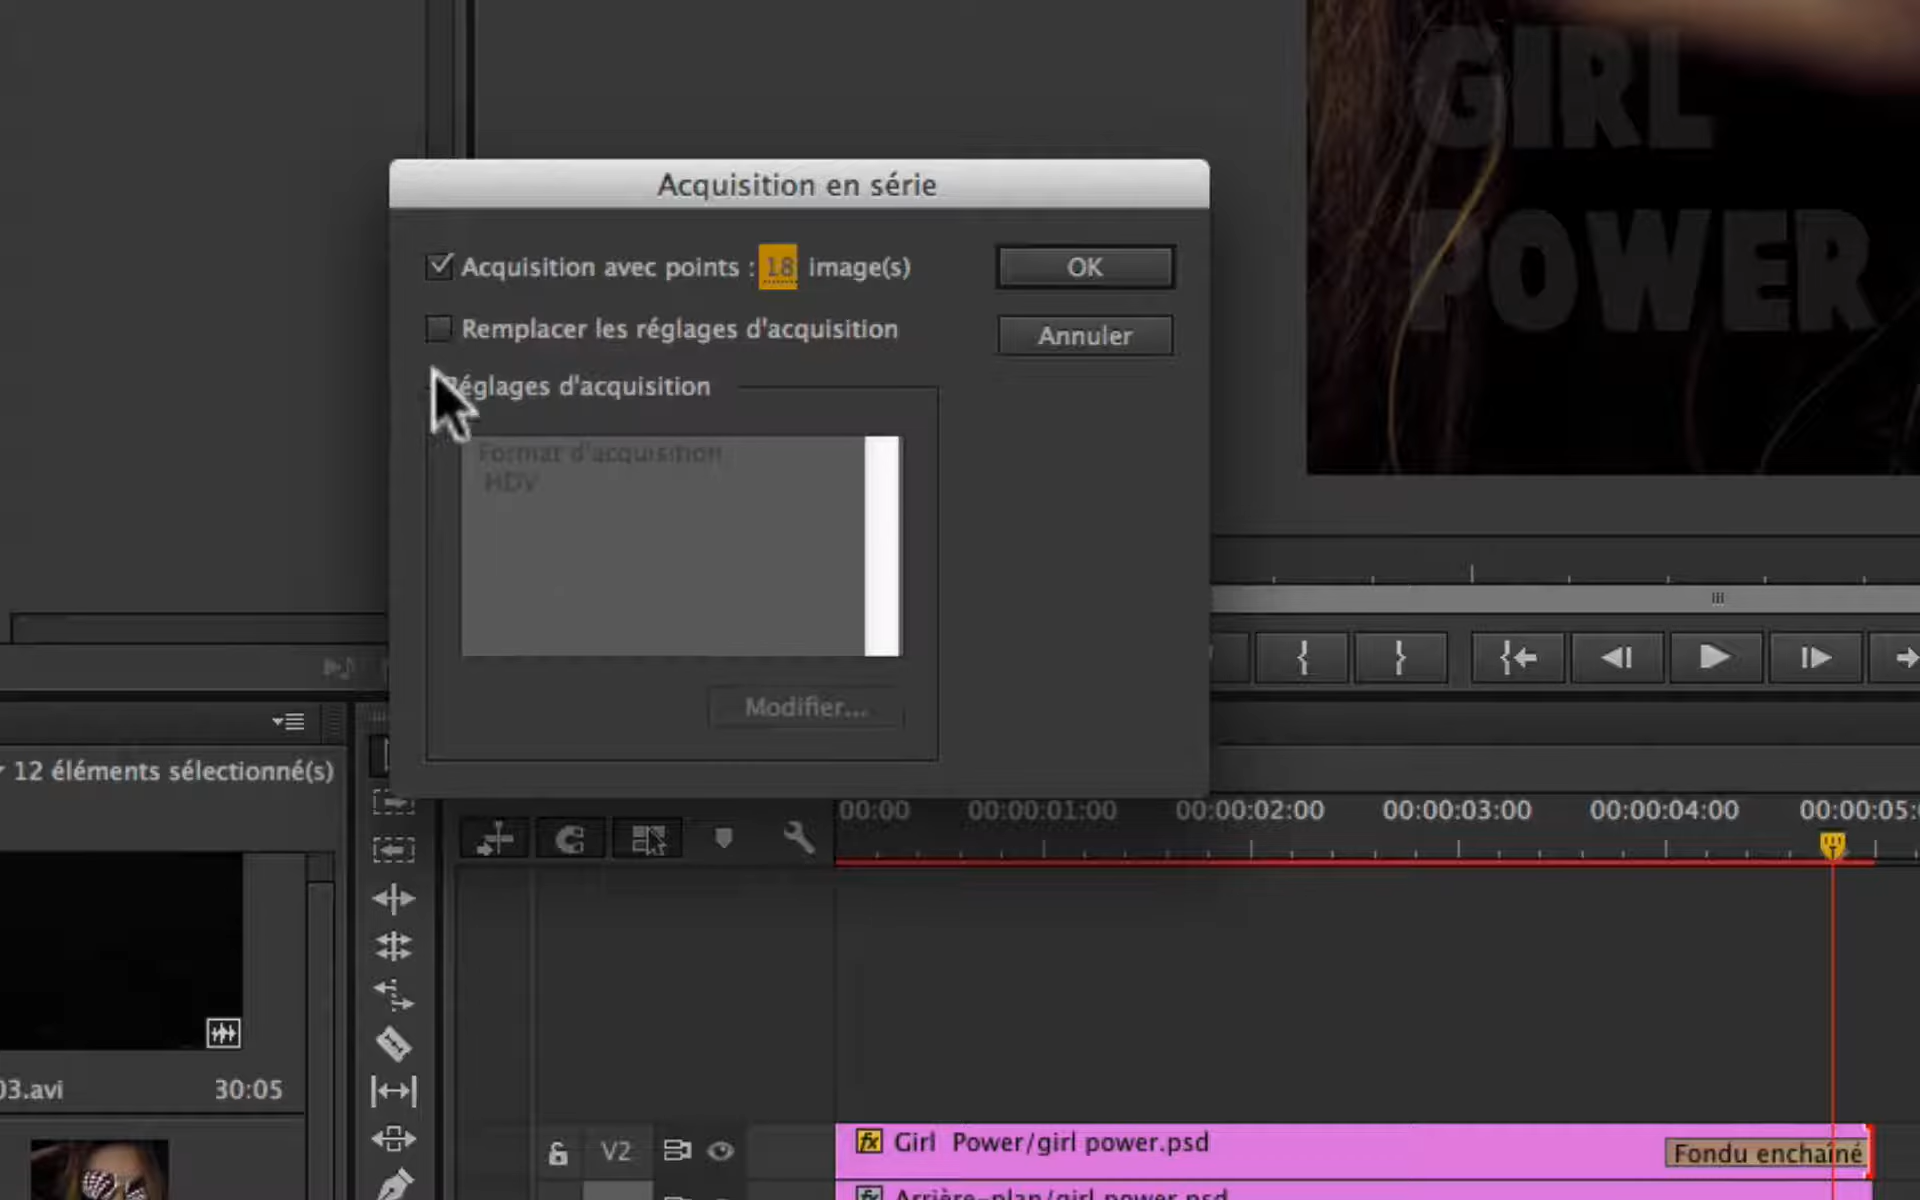 GIRL
POWER
Acquisition en série
Acquisition avec points : 18 image(s)
OK
Remplacer les réglages d'acquisition
Annuler
Réglages d'acquisition
Format d'acquisition
HDV
Modifier...
12 éléments sélectionné(s)
00:00 00:00:01:00 00:00:02:00 00:00:03:00 00:00:04:00 00:00:05:0
03.avi 30:05
V2 fx Girl Power/girl power.psd Fondu enchaîné
fx Arrière-plan/girl power.psd